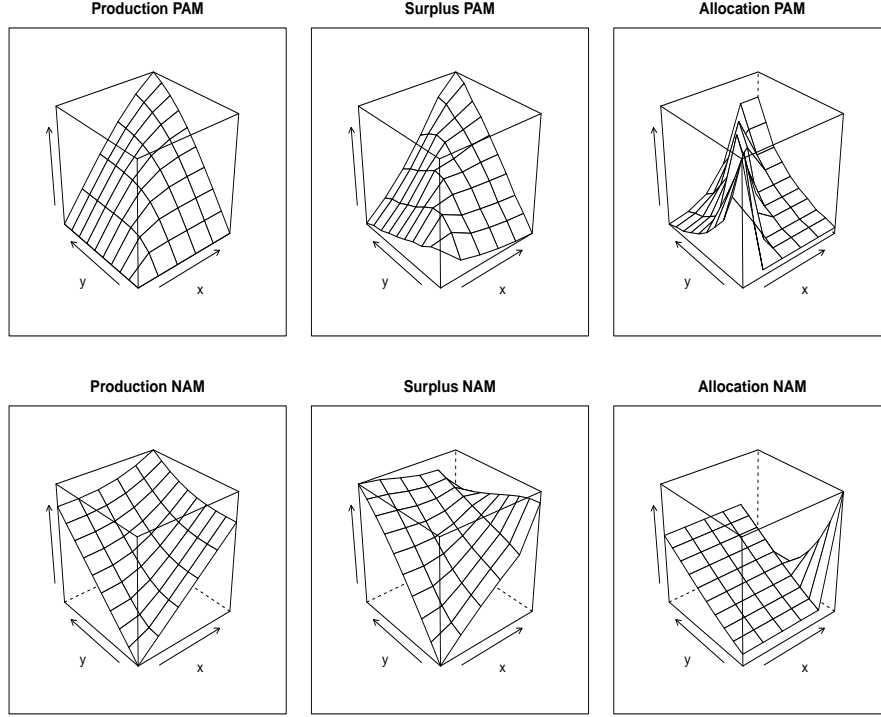 Production PAM
Surplus PAM
Allocation PAM
y
x
y
x
y
x
Production NAM
Surplus NAM
Allocation NAM
y
x
y
x
y
x